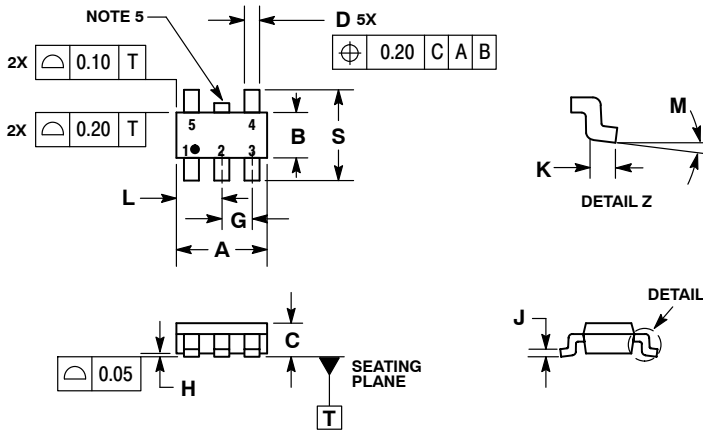 NOTE 5
D 5X
⌖ 0.20 C A B
2X ⌓ 0.10 T
2X ⌓ 0.20 T
5 4
1 2 3
B
S
L
G
A
M
K
DETAIL Z
C
⌓ 0.05
H
SEATING
PLANE
T
J
DETAIL